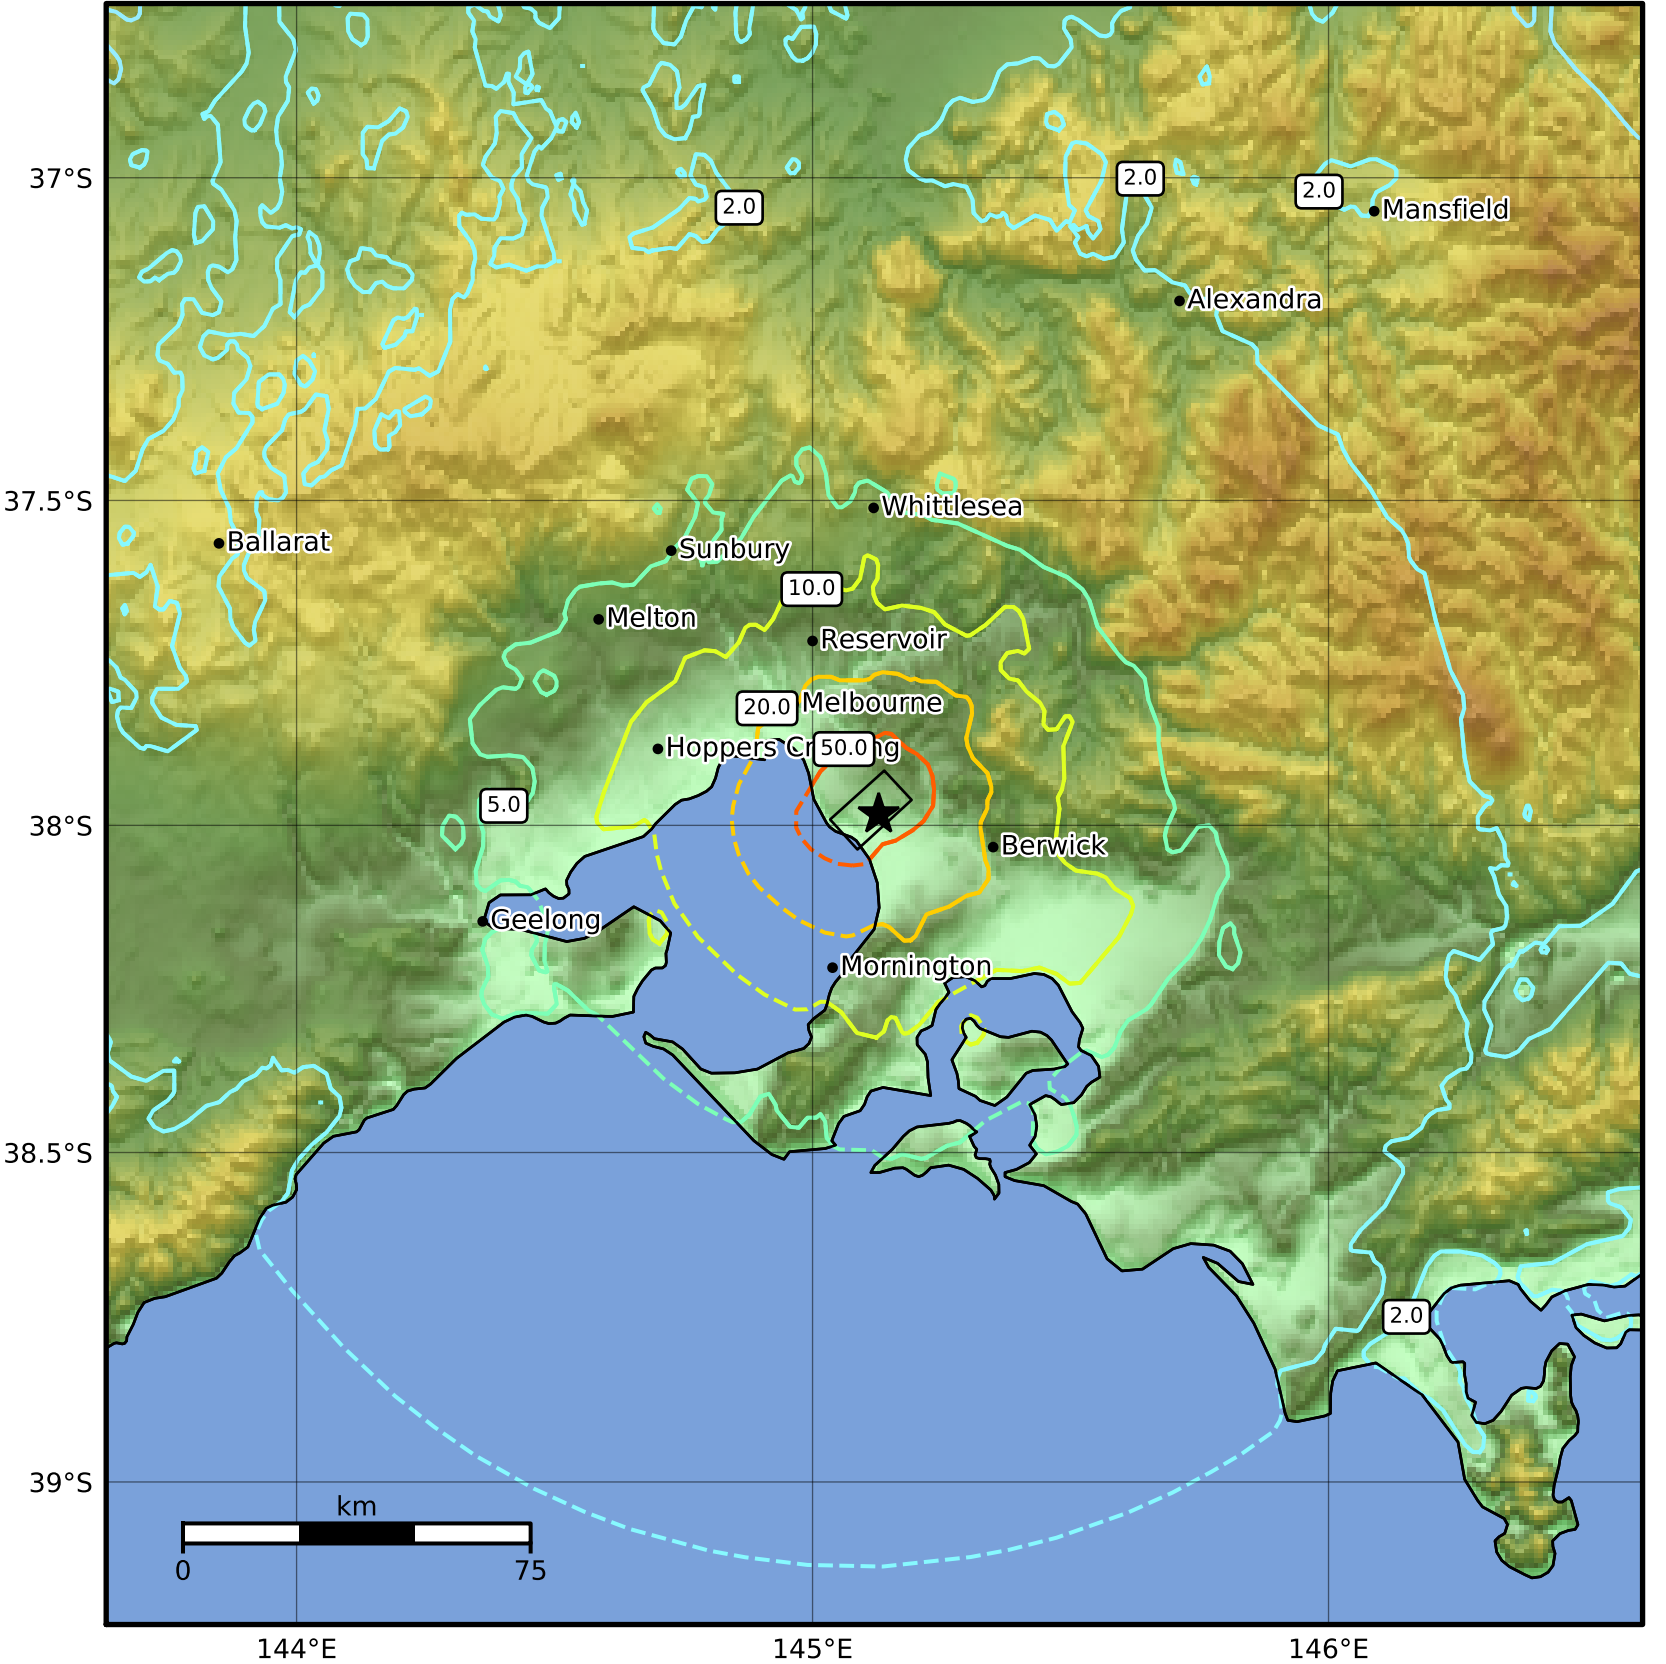 37°S
2.0
2.0
2.0
Mansfield
Alexandra
37.5°S
Whittlesea
Ballarat
Sunbury
10.0
Melton
Reservoir
20.0
Melbourne
Hoppers Cr
50.0
ng
5.0
38°S
Berwick
Geelong
Mornington
38.5°S
2.0
39°S
km
0
75
144°E
145°E
146°E